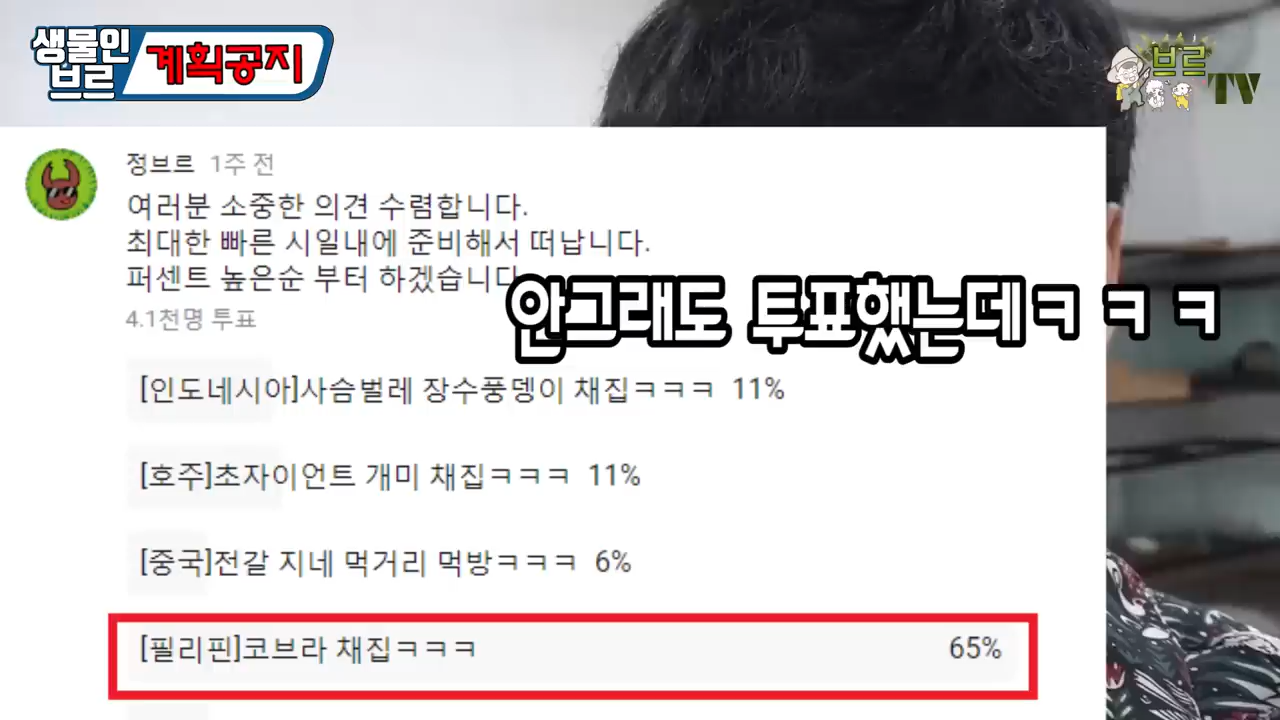 생물인
브르
계획공지
브르
TV
정브르 1주 전
여러분 소중한 의견 수렴합니다.
최대한 빠른 시일내에 준비해서 떠납니다.
퍼센트 높은순 부터 하겠습니다
4.1천명 투표
안그래도 투표했는데ㅋㅋㅋ
[인도네시아]사슴벌레 장수풍뎅이 채집ㅋㅋㅋ 11%
[호주]초자이언트 개미 채집ㅋㅋㅋ 11%
[중국]전갈 지네 먹거리 먹방ㅋㅋㅋ 6%
[필리핀]코브라 채집ㅋㅋㅋ 65%